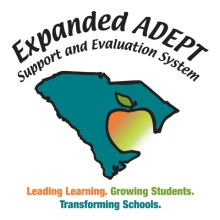 Expanded ADEPT
Support and Evaluation System
Leading Learning. Growing Students.
Transforming Schools.